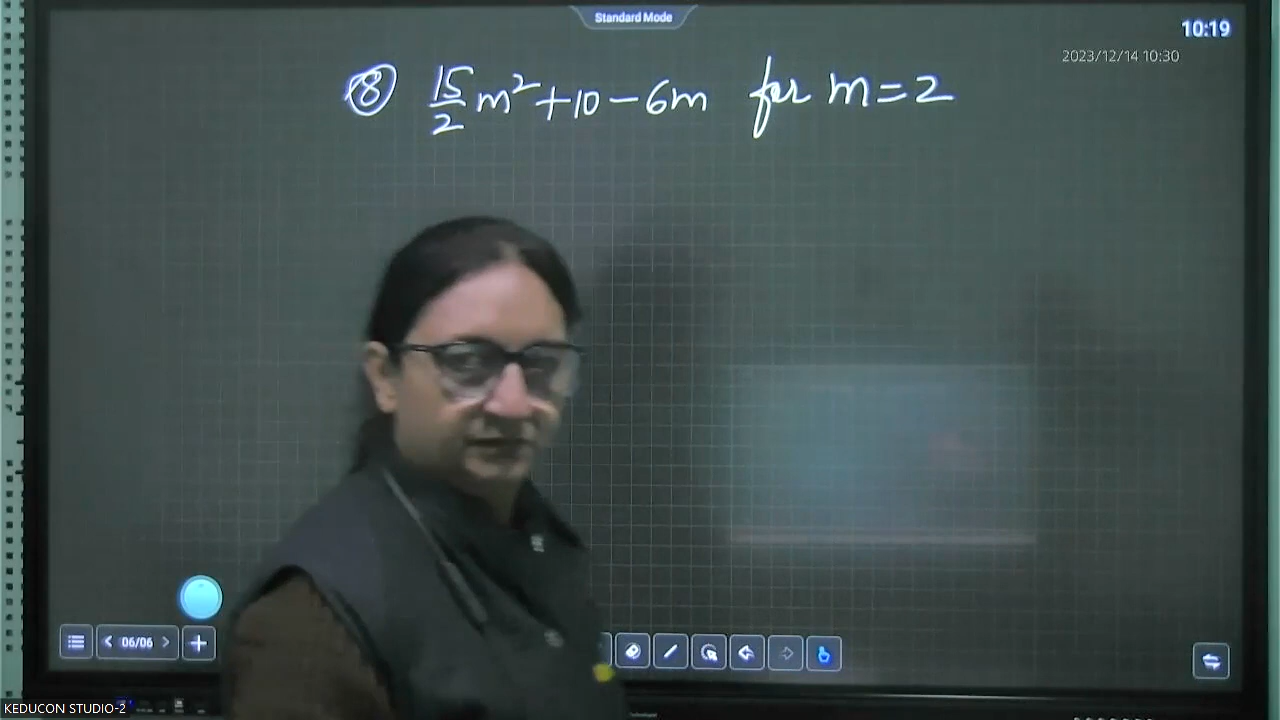 Standard Mode
10:19
2023/12/14 10:30
⑧ 15/2 m² + 10 - 6m for m = 2
06/06
KEDUCON STUDIO-2